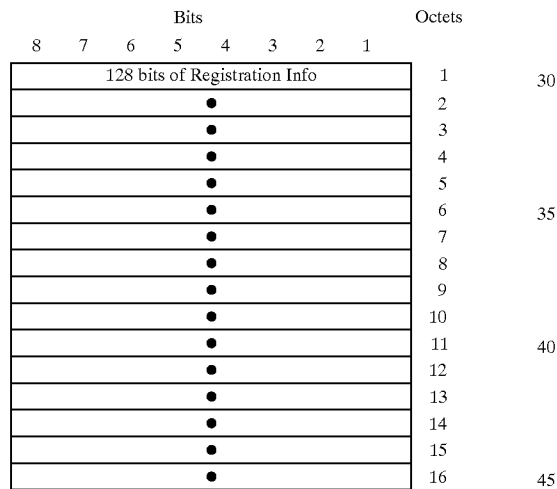 Bits Octets
8 7 6 5 4 3 2 1
128 bits of Registration Info 1 30
● 2
● 3
● 4
● 5
● 6 35
● 7
● 8
● 9
● 10
● 11 40
● 12
● 13
● 14
● 15
● 16 45